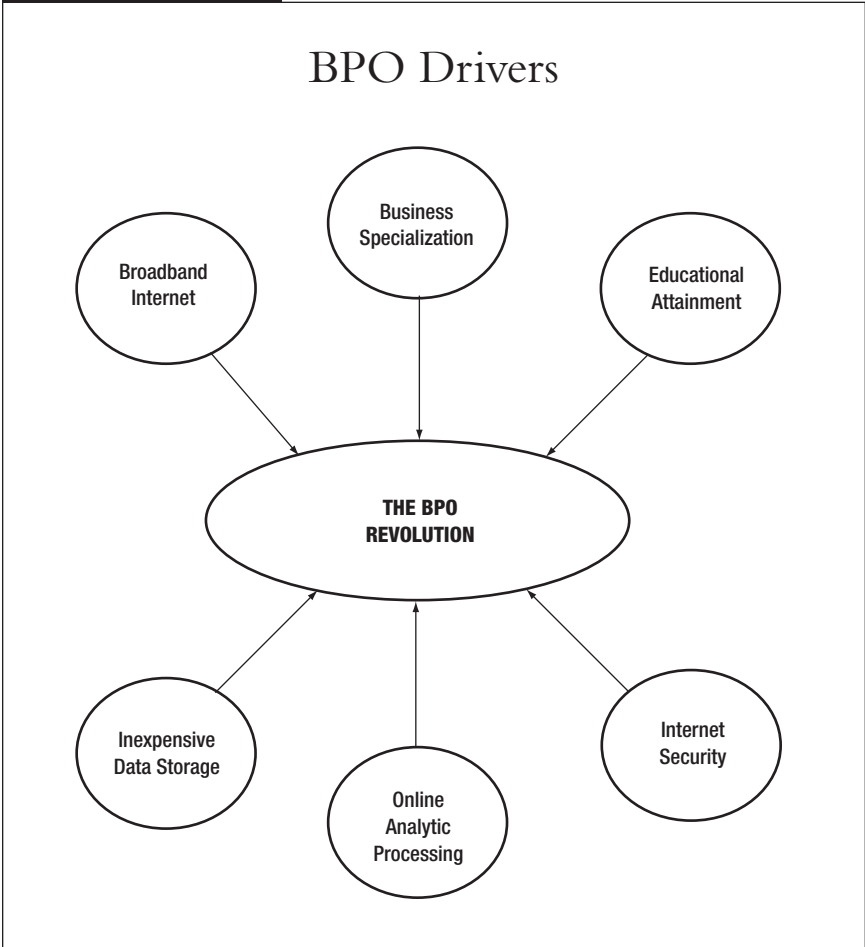 BPO Drivers
Business
Specialization
Broadband
Internet
Educational
Attainment
THE BPO
REVOLUTION
Inexpensive
Data Storage
Online
Analytic
Processing
Internet
Security